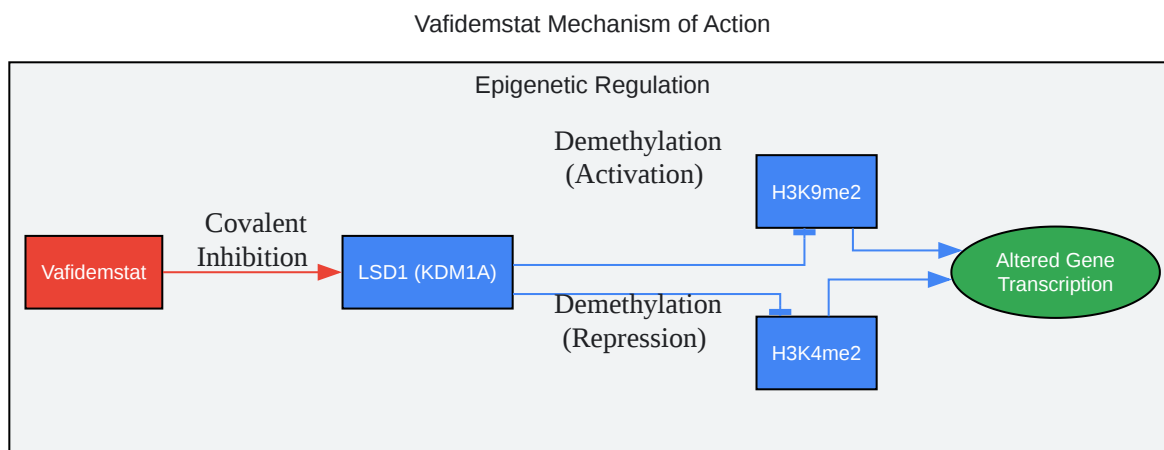 Vafidemstat Mechanism of Action
Epigenetic Regulation
Demethylation
(Activation)
H3K9me2
Covalent
Inhibition
Vafidemstat
LSD1 (KDM1A)
Altered Gene
Transcription
Demethylation
(Repression)
H3K4me2